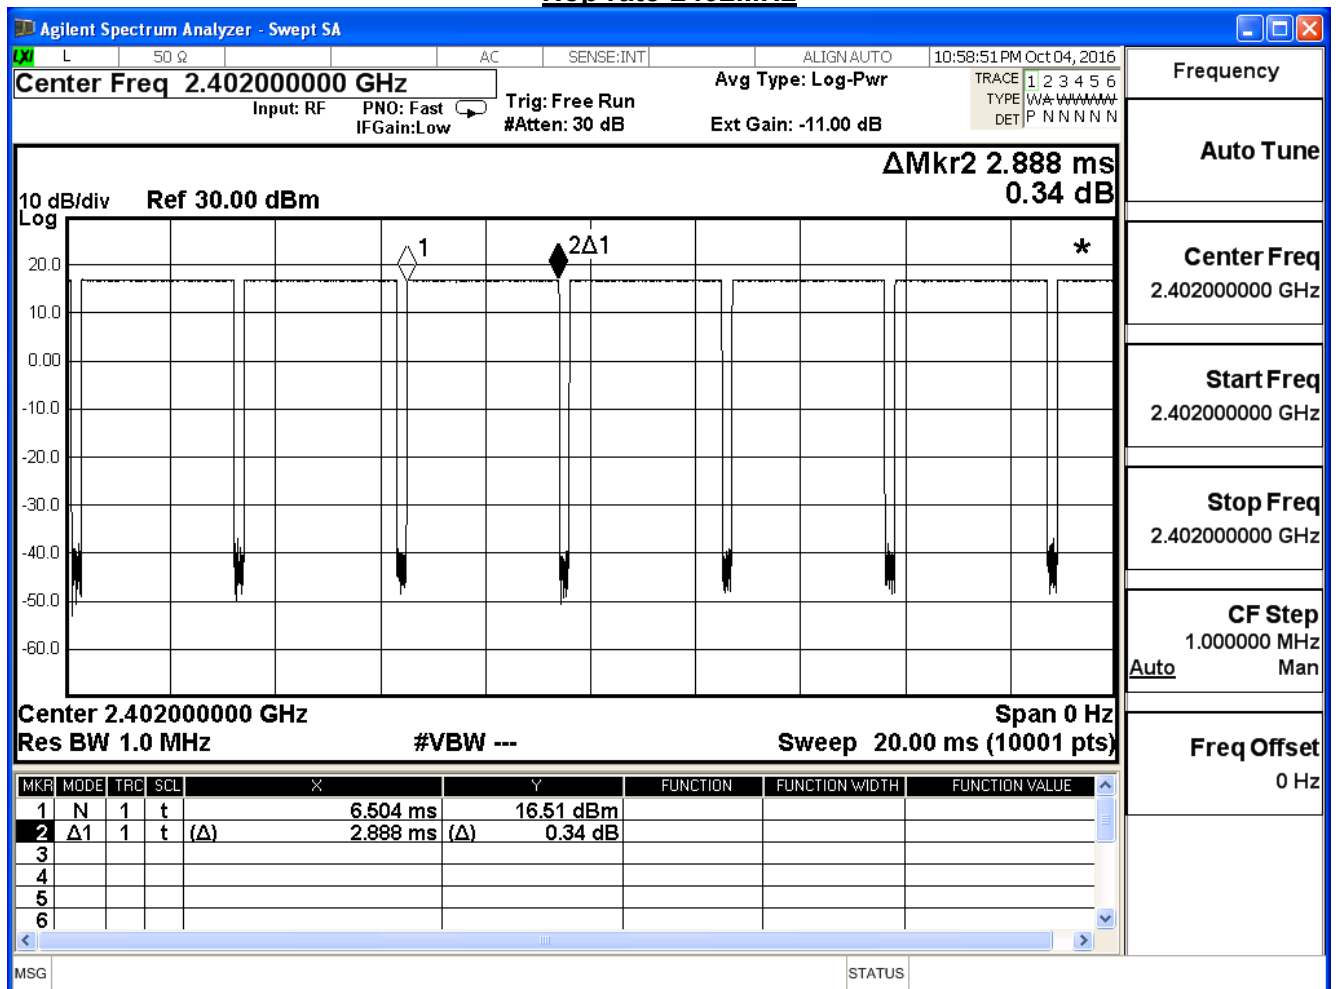 Hop rate 2402MHz
Agilent Spectrum Analyzer - Swept SA
LXI L 50 Ω AC SENSE:INT ALIGN AUTO 10:58:51 PM Oct 04, 2016
Center Freq 2.402000000 GHz
Input: RF PNO: Fast IFGain:Low
Trig: Free Run #Atten: 30 dB
Avg Type: Log-Pwr
Ext Gain: -11.00 dB
TRACE 1 2 3 4 5 6
TYPE WA WWWWW
DET P N N N N N
ΔMkr2 2.888 ms
0.34 dB
10 dB/div Ref 30.00 dBm
Log
1
2Δ1
*
20.0
10.0
0.00
-10.0
-20.0
-30.0
-40.0
-50.0
-60.0
Center 2.402000000 GHz Span 0 Hz
Res BW 1.0 MHz #VBW --- Sweep 20.00 ms (10001 pts)
MKR MODE TRC SCL X Y FUNCTION FUNCTION WIDTH FUNCTION VALUE
1 N 1 t 6.504 ms 16.51 dBm
2 Δ1 1 t (Δ) 2.888 ms (Δ) 0.34 dB
3
4
5
6
MSG STATUS
Frequency
Auto Tune
Center Freq
2.402000000 GHz
Start Freq
2.402000000 GHz
Stop Freq
2.402000000 GHz
CF Step
1.000000 MHz
Auto Man
Freq Offset
0 Hz